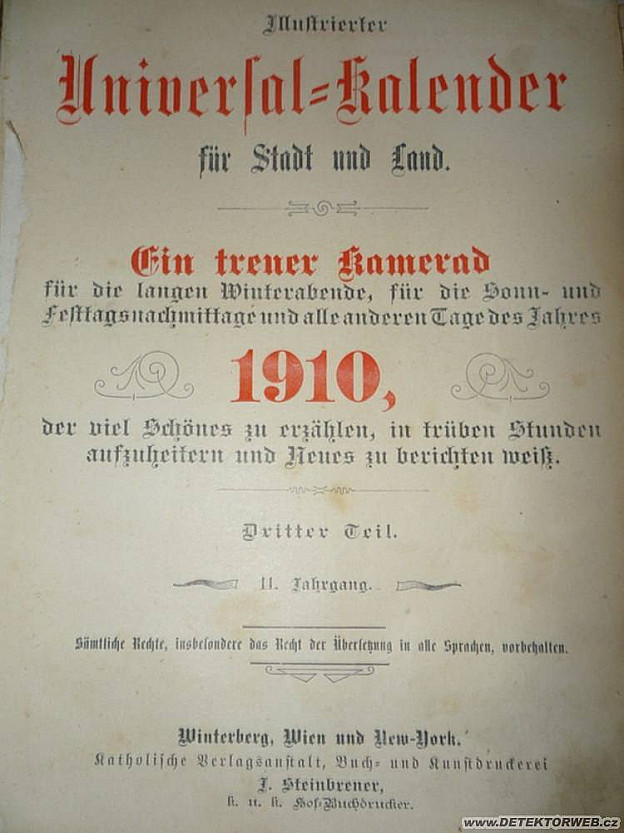 Illustrierter
Universal=Kalender
für Stadt und Land.
Ein treuer Kamerad
für die langen Winterabende, für die Sonn- und
Festtagsnachmittage und alle anderen Tage des Jahres
1910,
der viel Schönes zu erzählen, in trüben Stunden
aufzuheitern und Neues zu berichten weiß.
Dritter Teil.
11. Jahrgang.
Sämtliche Rechte, insbesondere das Recht der Übersetzung in alle Sprachen, vorbehalten.
Winterberg, Wien und New-York.
Katholische Verlagsanstalt, Buch- und Kunstdruckerei
J. Steinbrener,
k. u. k. Hof-Buchdrucker.
www.DETEKTORWEB.cz